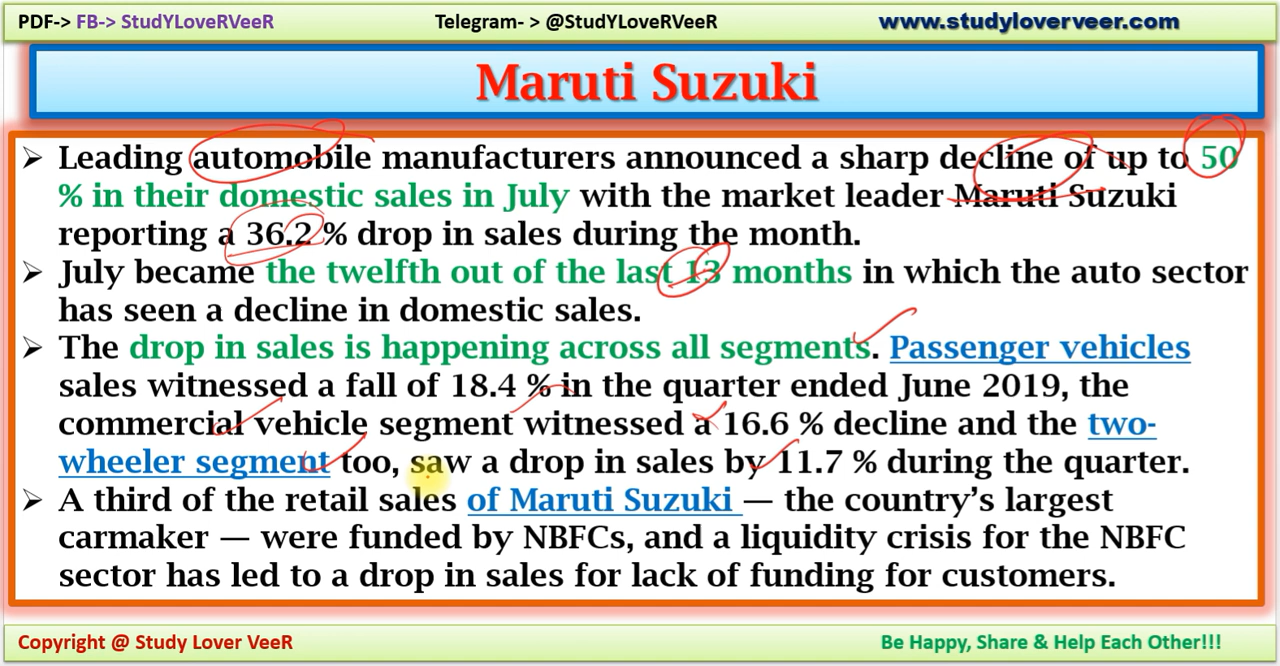 PDF-> FB-> StudYLoveRVeeR Telegram- > @StudYLoveRVeeR www.studyloverveer.com
Maruti Suzuki
➢ Leading automobile manufacturers announced a sharp decline of up to 50
% in their domestic sales in July with the market leader Maruti Suzuki
reporting a 36.2 % drop in sales during the month.
➢ July became the twelfth out of the last 13 months in which the auto sector
has seen a decline in domestic sales.
➢ The drop in sales is happening across all segments. Passenger vehicles
sales witnessed a fall of 18.4 % in the quarter ended June 2019, the
commercial vehicle segment witnessed a 16.6 % decline and the two-
wheeler segment too, saw a drop in sales by 11.7 % during the quarter.
➢ A third of the retail sales of Maruti Suzuki — the country’s largest
carmaker — were funded by NBFCs, and a liquidity crisis for the NBFC
sector has led to a drop in sales for lack of funding for customers.
Copyright @ Study Lover VeeR Be Happy, Share & Help Each Other!!!